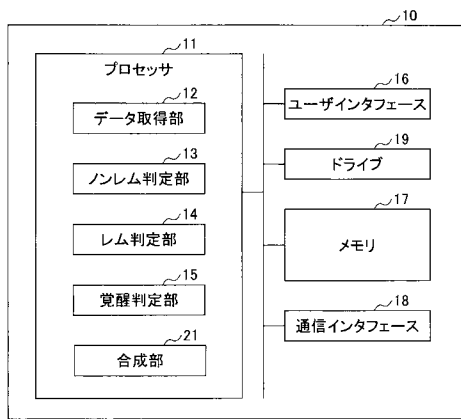 10
11
プロセッサ
12
データ取得部
13
ノンレム判定部
14
レム判定部
15
覚醒判定部
21
合成部
16
ユーザインタフェース
19
ドライブ
17
メモリ
18
通信インタフェース